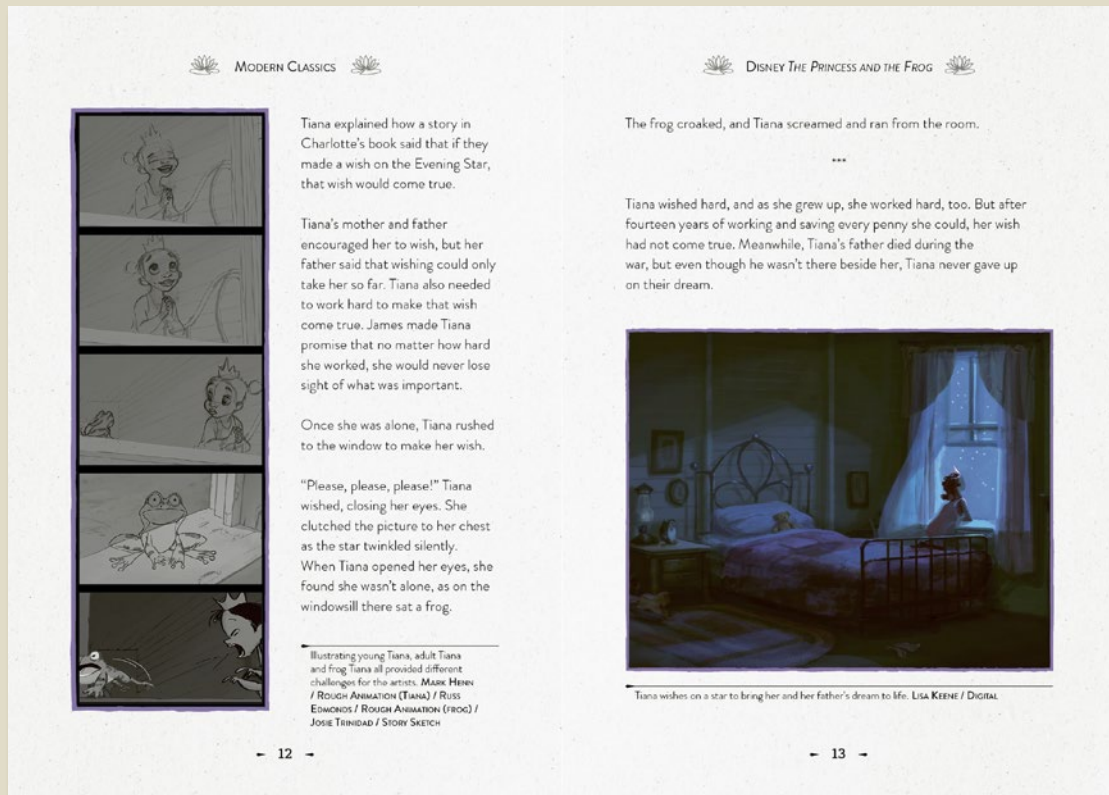 MODERN CLASSICS
Tiana explained how a story in
Charlotte's book said that if they
made a wish on the Evening Star,
that wish would come true.
Tiana's mother and father
encouraged her to wish, but her
father said that wishing could only
take her so far. Tiana also needed
to work hard to make that wish
come true. James made Tiana
promise that no matter how hard
she worked, she would never lose
sight of what was important.
Once she was alone, Tiana rushed
to the window to make her wish.
“Please, please, please!” Tiana
wished, closing her eyes. She
clutched the picture to her chest
as the star twinkled silently.
When Tiana opened her eyes, she
found she wasn't alone, as on the
windowsill there sat a frog.
Illustrating young Tiana, adult Tiana
and frog Tiana all provided different
challenges for the artists. MARK HENN
/ ROUGH ANIMATION (TIANA) / RUSS
EDMONDS / ROUGH ANIMATION (FROG) /
JOSIE TRINIDAD / STORY SKETCH
12
DISNEY THE PRINCESS AND THE FROG
The frog croaked, and Tiana screamed and ran from the room.
***
Tiana wished hard, and as she grew up, she worked hard, too. But after
fourteen years of working and saving every penny she could, her wish
had not come true. Meanwhile, Tiana's father died during the
war, but even though he wasn't there beside her, Tiana never gave up
on their dream.
Tiana wishes on a star to bring her and her father's dream to life. LISA KEENE / DIGITAL
13